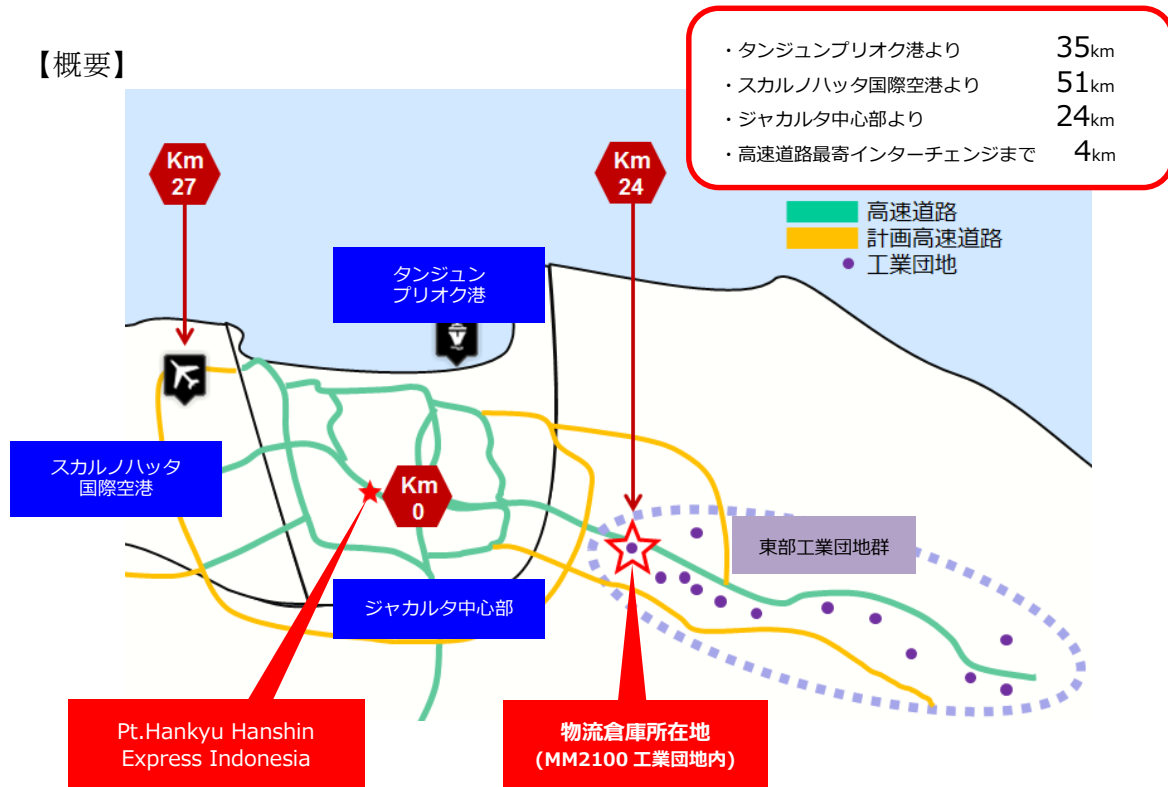 【概要】
・タンジュンプリオク港より 35km
・スカルノハッタ国際空港より 51km
・ジャカルタ中心部より 24km
・高速道路最寄インターチェンジまで 4km
Km
27
Km
24
高速道路
計画高速道路
工業団地
タンジュン
プリオク港
スカルノハッタ
国際空港
Km
0
東部工業団地群
ジャカルタ中心部
Pt.Hankyu Hanshin
Express Indonesia
物流倉庫所在地
(MM2100 工業団地内)